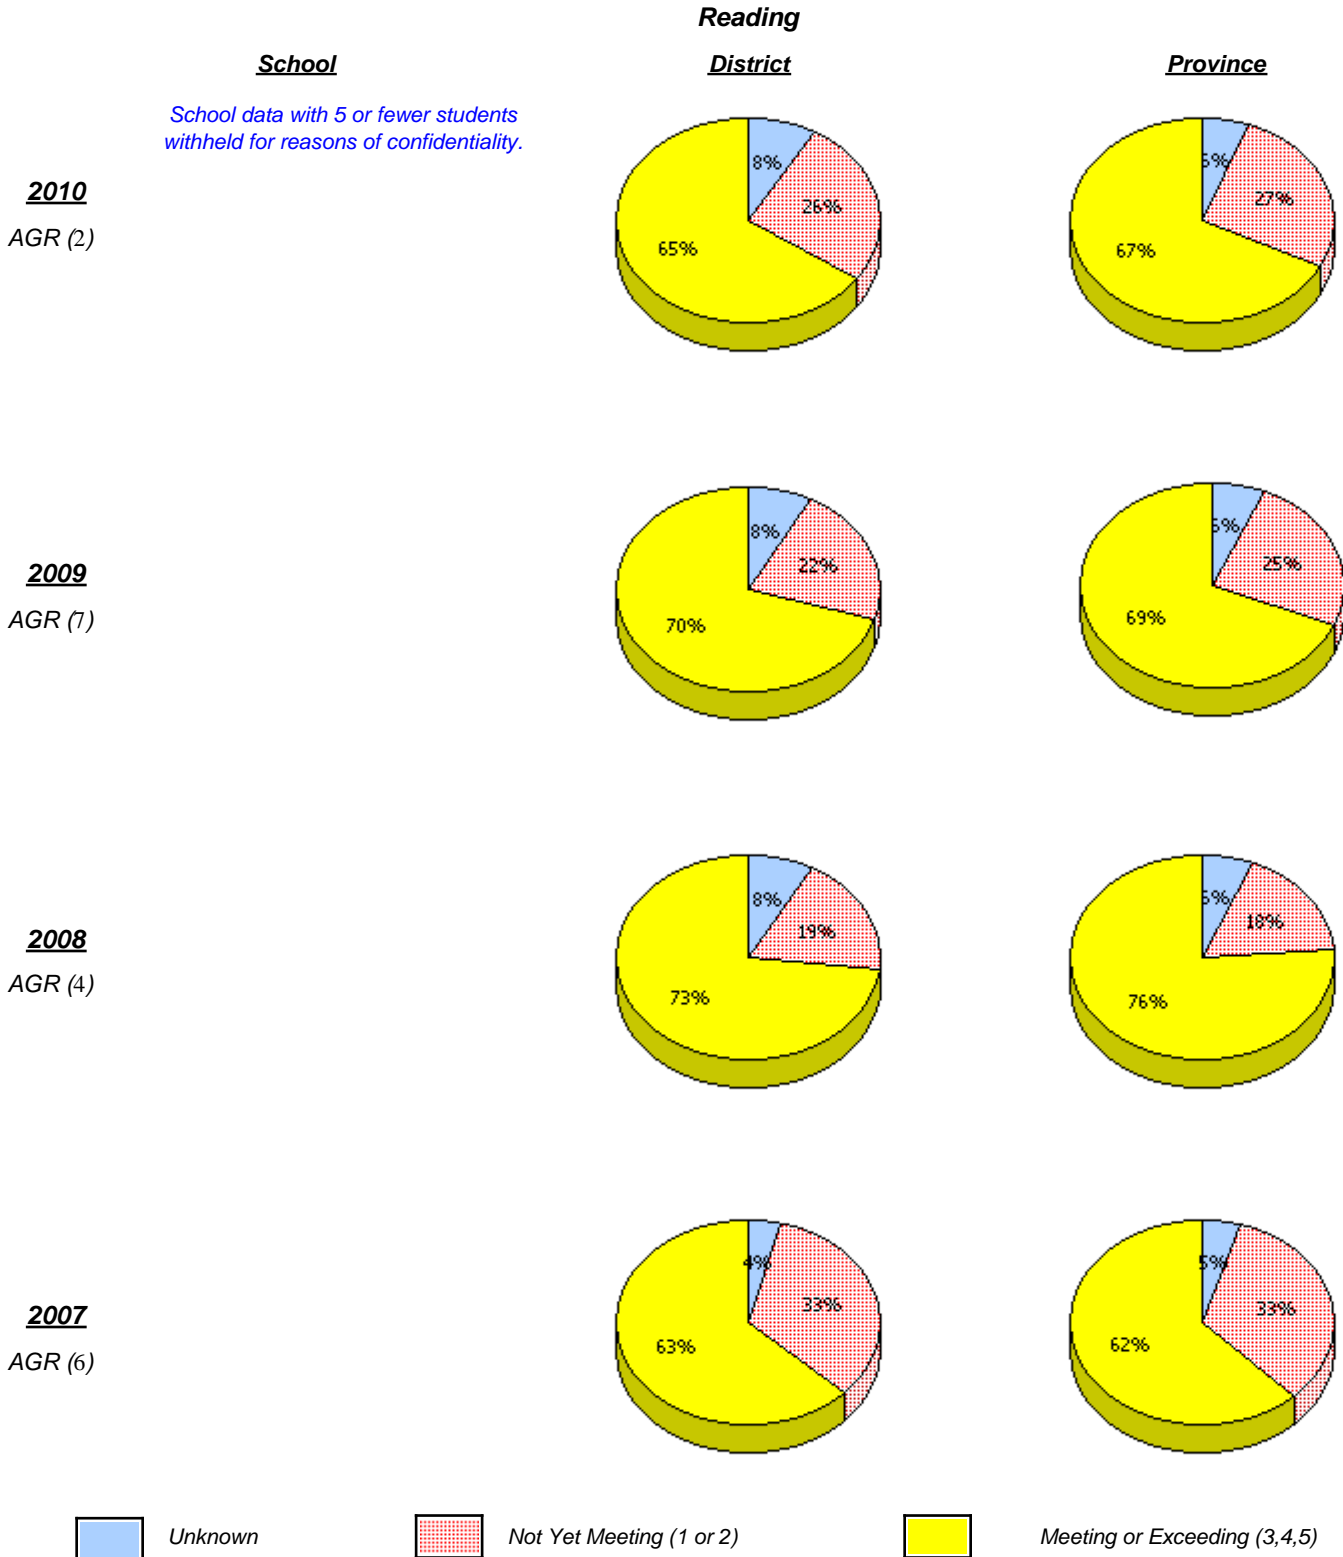 Reading
School District Province
School data with 5 or fewer students
withheld for reasons of confidentiality.
2010
AGR (2)
8%
26%
65%
27%
67%
2009
AGR (7)
8%
22%
70%
25%
69%
2008
AGR (4)
8%
19%
73%
18%
76%
2007
AGR (6)
4%
33%
63%
5%
33%
62%
Unknown Not Yet Meeting (1 or 2) Meeting or Exceeding (3,4,5)